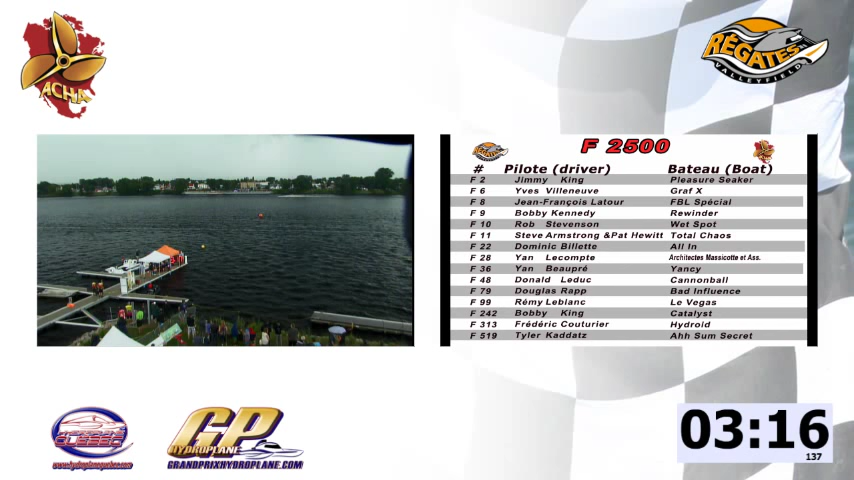 ACHA
RÉGATES
VALLEYFIELD
F 2500
# Pilote (driver) Bateau (Boat)
F 2 Jimmy King Pleasure Seaker
F 6 Yves Villeneuve Graf X
F 8 Jean-François Latour FBL Spécial
F 9 Bobby Kennedy Rewinder
F 10 Rob Stevenson Wet Spot
F 11 Steve Armstrong &Pat Hewitt Total Chaos
F 22 Dominic Billette All In
F 28 Yan Lecompte Architectes Massicotte et Ass.
F 36 Yan Beaupré Yancy
F 48 Donald Leduc Cannonball
F 79 Douglas Rapp Bad Influence
F 99 Rémy Leblanc Le Vegas
F 242 Bobby King Catalyst
F 313 Frédéric Couturier Hydroid
F 519 Tyler Kaddatz Ahh Sum Secret
GP
HYDROPLANE
GRANDPRIXHYDROPLANE.COM
03:16
137